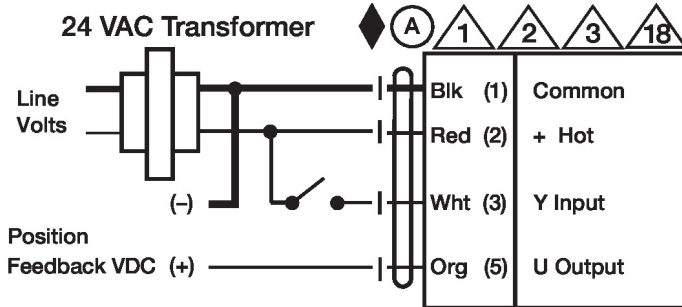 24 VAC Transformer A 1 2 3 18
Line
Volts
Blk (1) Common
Red (2) + Hot
(–) Wht (3) Y Input
Position
Feedback VDC (+) Org (5) U Output